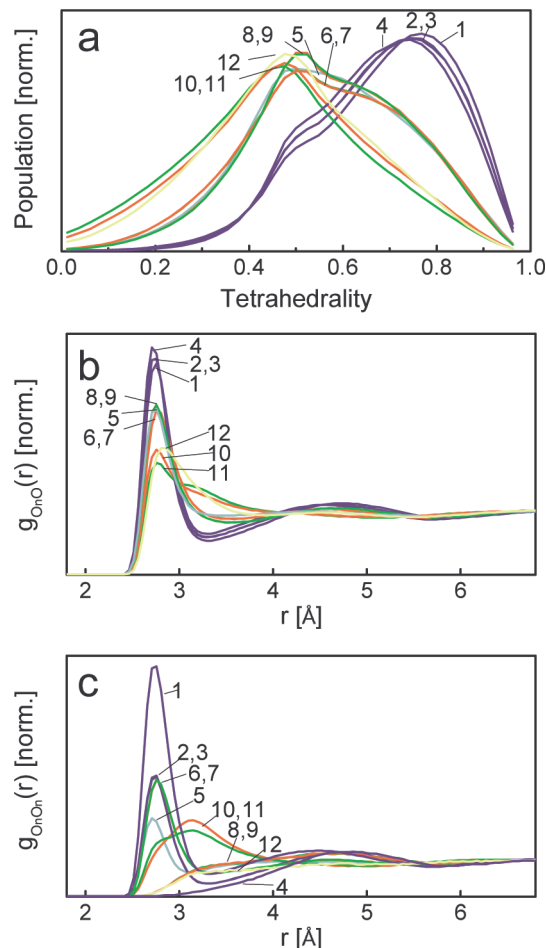 a
8,9
5
6,7
4
2,3
1
12
10,11
Population [norm.]
0.0 0.2 0.4 0.6 0.8 1.0
Tetrahedrality
b
4
2,3
1
8,9
5
6,7
12
10
11
g_OnO(r) [norm.]
2 3 4 5 6
r [Å]
c
1
2,3
6,7
5
10,11
8,9
12
4
g_OnOn(r) [norm.]
2 3 4 5 6
r [Å]